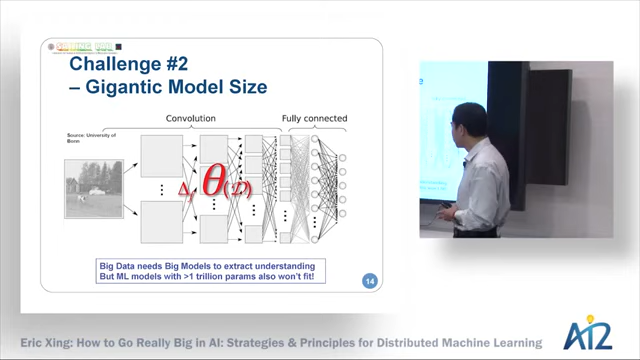 Challenge #2
– Gigantic Model Size
Convolution
Fully connected
Source: University of
Bonn
θ
Big Data needs Big Models to extract understanding
But ML models with >1 trillion params also won't fit!
14
Eric Xing: How to Go Really Big in AI: Strategies & Principles for Distributed Machine Learning
AI2